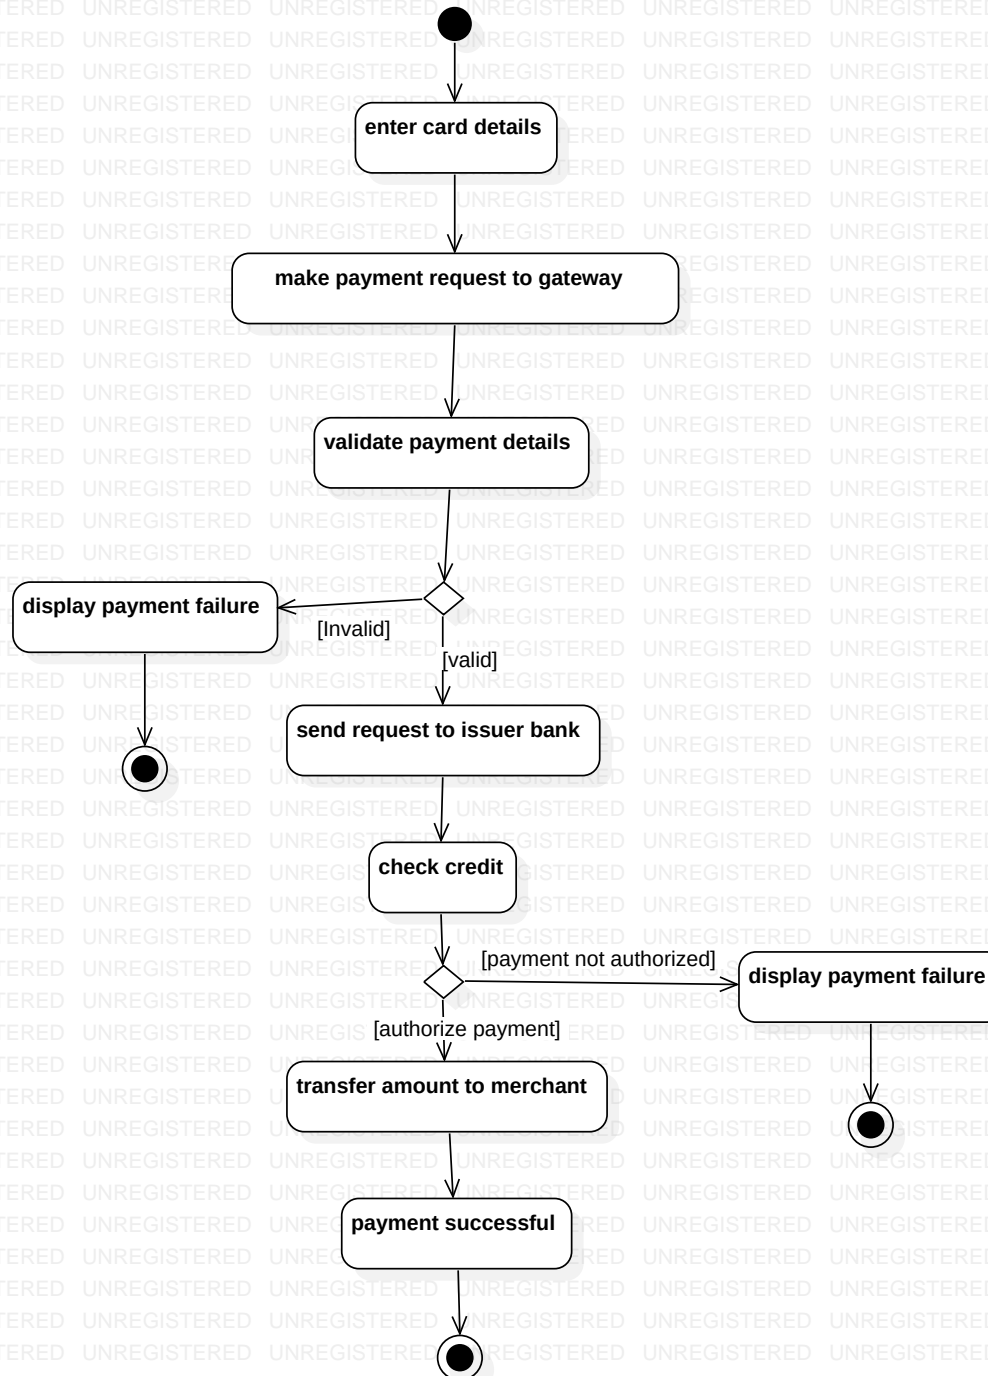 enter card details
make payment request to gateway
validate payment details
display payment failure
[Invalid]
[valid]
send request to issuer bank
check credit
[payment not authorized]
display payment failure
[authorize payment]
transfer amount to merchant
payment successful
UNREGISTERED